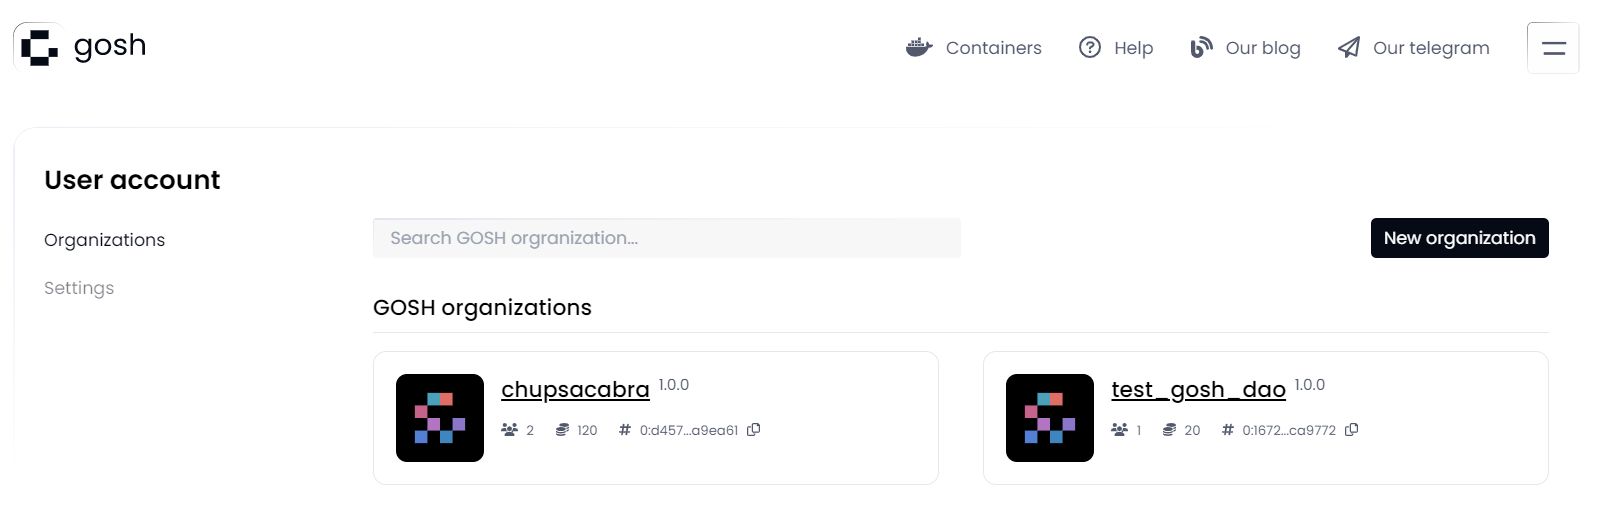 gosh
Containers
Help
Our blog
Our telegram
User account
Organizations
Settings
Search GOSH orgranization...
New organization
GOSH organizations
chupsacabra 1.0.0
2 120 # 0:d457...a9ea61
test_gosh_dao 1.0.0
1 20 # 0:1672...ca9772